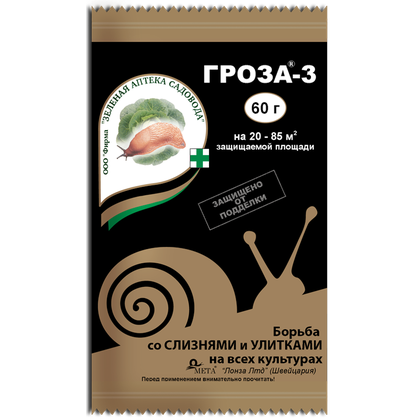 ООО "Фирма "ЗЕЛЕНАЯ АПТЕКА САДОВОДА"
ГРОЗА-3®
60 г
на 20 - 85 м²
защищаемой площади
ЗАЩИЩЕНО
ОТ
ПОДДЕЛКИ
Борьба
со СЛИЗНЯМИ и УЛИТКАМИ
на всех культурах
МЕТА "Лонза Лтд" (Швейцария)
Перед применением внимательно прочитать!